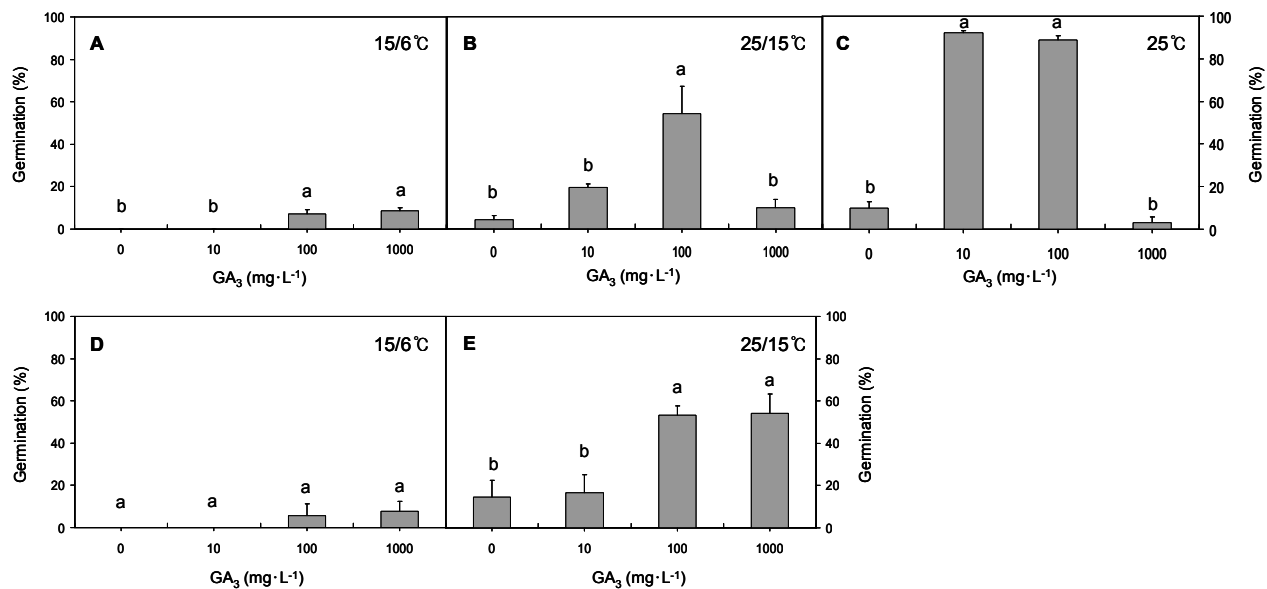 100 A 15/6℃ B 25/15℃ C 25℃ 100
80 80
60 60
40 40
20 20
0 0
Germination (%)
Germination (%)
b b a a
b b a b
b a a b
0 10 100 1000 0 10 100 1000 0 10 100 1000
GA3 (mg·L-1) GA3 (mg·L-1) GA3 (mg·L-1)
100 D 15/6℃ E 25/15℃ 100
80 80
60 60
40 40
20 20
0 0
Germination (%)
Germination (%)
a a a a
b b a a
0 10 100 1000 0 10 100 1000
GA3 (mg·L-1) GA3 (mg·L-1)